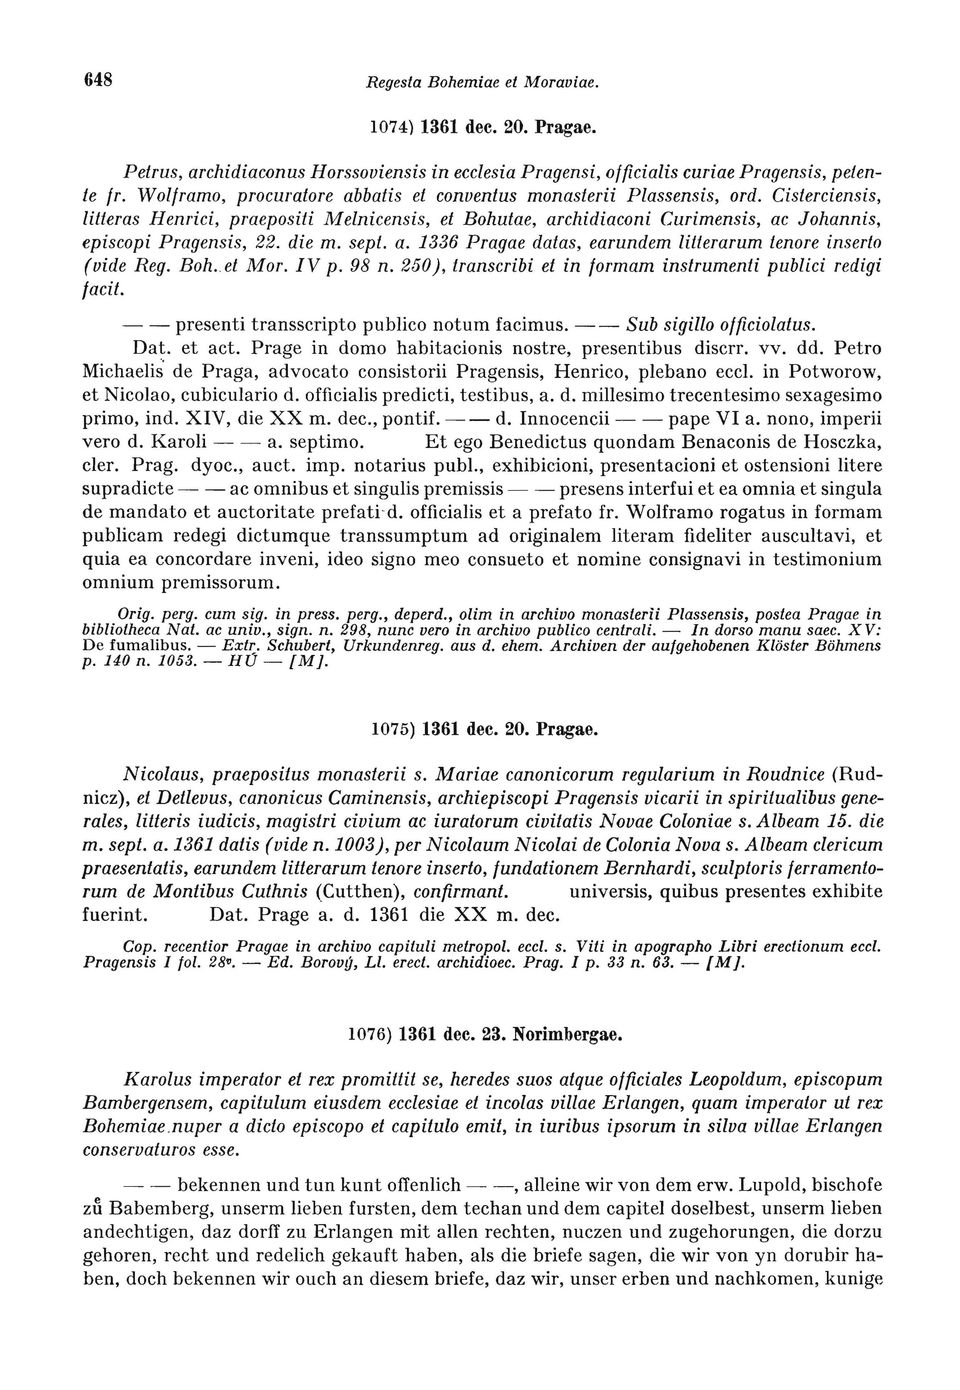 648
Regesta Bohemiae et Moraviae.
1074) 1361 dec. 20. Pragae.
Petrus, archidiaconus Horssoviensis in ecclesia Pragensi, officialis curiae Pragensis, peten-
te fr. Wolframo, procuratore abbatis et conventus monasterii Plassensis, ord. Cisterciensis,
litteras Henrici, praepositi Melnicensis, et Bohutae, archidiaconi Curimensis, ac Johannis,
episcopi Pragensis, 22. die m. sept. a. 1336 Pragae datas, earundem litterarum tenore inserto
(vide Reg. Boh. et Mor. IV p. 98 n. 250), transcribi et in formam instrumenti publici redigi
facit.
— — presenti transscripto publico notum facimus. — — Sub sigillo officiolatus.
Dat. et act. Prage in domo habitacionis nostre, presentibus discrr. vv. dd. Petro
Michaelis de Praga, advocato consistorii Pragensis, Henrico, plebano eccl. in Potworow,
et Nicolao, cubiculario d. officialis predicti, testibus, a. d. millesimo trecentesimo sexagesimo
primo, ind. XIV, die XX m. dec., pontif. — — d. Innocencii — — pape VI a. nono, imperii
vero d. Karoli — — a. septimo. Et ego Benedictus quondam Benaconis de Hosczka,
cler. Prag. dyoc., auct. imp. notarius publ., exhibicioni, presentacioni et ostensioni litere
supradicte — — ac omnibus et singulis premissis — — presens interfui et ea omnia et singula
de mandato et auctoritate prefati d. officialis et a prefato fr. Wolframo rogatus in formam
publicam redegi dictumque transsumptum ad originalem literam fideliter auscultavi, et
quia ea concordare inveni, ideo signo meo consueto et nomine consignavi in testimonium
omnium premissorum.
Orig. perg. cum sig. in press. perg., deperd., olim in archivo monasterii Plassensis, postea Pragae in
bibliotheca Nat. ac univ., sign. n. 298, nunc vero in archivo publico centrali. — In dorso manu saec. XV:
De fumalibus. — Extr. Schubert, Urkundenreg. aus d. ehem. Archiven der aufgehobenen Klöster Böhmens
p. 140 n. 1053. — HÚ — [M].
1075) 1361 dec. 20. Pragae.
Nicolaus, praepositus monasterii s. Mariae canonicorum regularium in Roudnice (Rud-
nicz), et Detlevus, canonicus Caminensis, archiepiscopi Pragensis vicarii in spiritualibus gene-
rales, litteris iudicis, magistri civium ac iuratorum civitatis Novae Coloniae s. Albeam 15. die
m. sept. a. 1361 datis (vide n. 1003), per Nicolaum Nicolai de Colonia Nova s. Albeam clericum
praesentatis, earundem litterarum tenore inserto, fundationem Bernhardi, sculptoris ferramento-
rum de Montibus Cuthnis (Cutthen), confirmant. universis, quibus presentes exhibite
fuerint. Dat. Prage a. d. 1361 die XX m. dec.
Cop. recentior Pragae in archivo capituli metropol. eccl. s. Viti in apographo Libri erectionum eccl.
Pragensis I fol. 28ᵛ. — Ed. Borový, Ll. erect. archidioec. Prag. I p. 33 n. 63. — [M].
1076) 1361 dec. 23. Norimbergae.
Karolus imperator et rex promittit se, heredes suos atque officiales Leopoldum, episcopum
Bambergensem, capitulum eiusdem ecclesiae et incolas villae Erlangen, quam imperator ut rex
Bohemiae nuper a dicto episcopo et capitulo emit, in iuribus ipsorum in silva villae Erlangen
conservaturos esse.
— — bekennen und tun kunt offenlich — —, alleine wir von dem erw. Lupold, bischofe
zuͤ Babemberg, unserm lieben fursten, dem techan und dem capitel doselbest, unserm lieben
andechtigen, daz dorff zu Erlangen mit allen rechten, nuczen und zugehorungen, die dorzu
gehoren, recht und redelich gekauft haben, als die briefe sagen, die wir von yn dorubir ha-
ben, doch bekennen wir ouch an diesem briefe, daz wir, unser erben und nachkomen, kunige